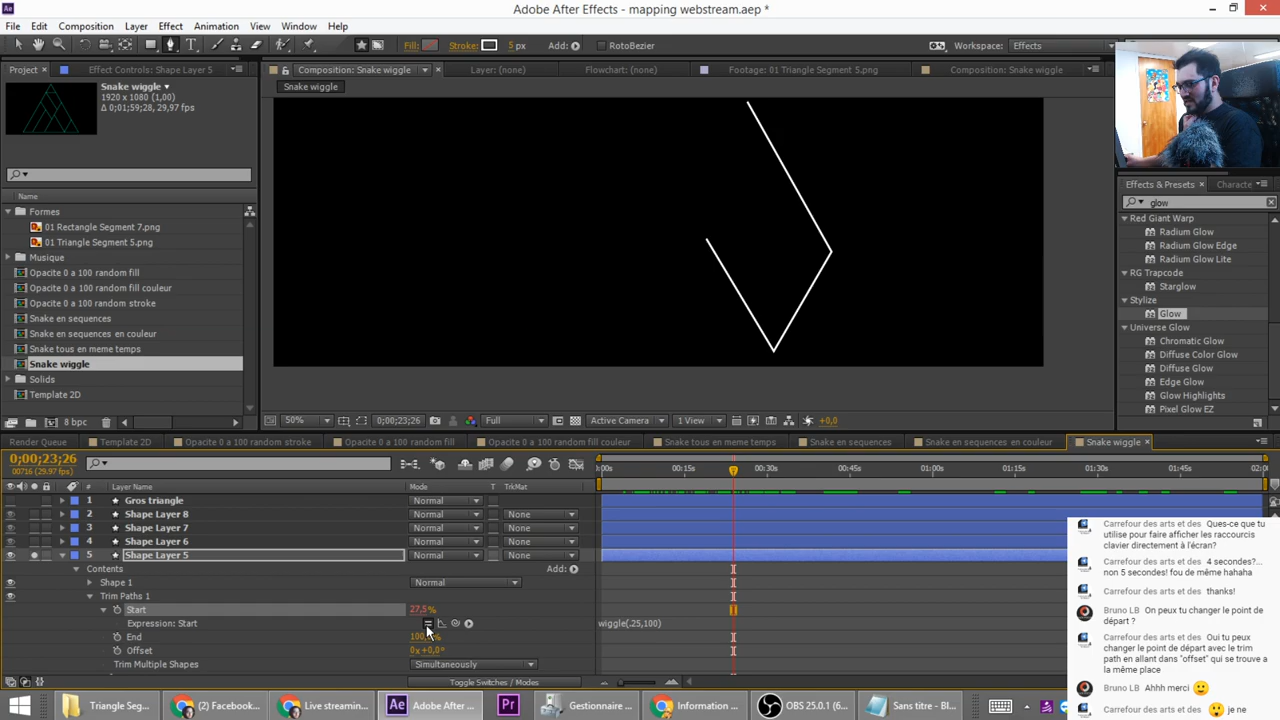 Adobe After Effects - mapping webstream.aep *
File Edit Composition Layer Effect Animation View Window Help
Fill: Stroke: 5 px Add: RotoBezier Workspace: Effects
Project Effect Controls: Shape Layer 5
Composition: Snake wiggle Layer: (none) Flowchart: (none) Footage: 01 Triangle Segment 5.png Composition: Snake wiggle
Snake wiggle
1920 x 1080 (1,00)
Δ 0;01;59;28, 29,97 fps
Snake wiggle
Name
Formes
01 Rectangle Segment 7.png
01 Triangle Segment 5.png
Musique
Opacite 0 a 100 random fill
Opacite 0 a 100 random fill couleur
Opacite 0 a 100 random stroke
Snake en sequences
Snake en sequences en couleur
Snake tous en meme temps
Snake wiggle
Solids
Template 2D
8 bpc
50% 0;00;23;26 Full Active Camera 1 View +0,0
Effects & Presets Characte
glow
Red Giant Warp
Radium Glow
Radium Glow Edge
Radium Glow Lite
RG Trapcode
Starglow
Stylize
Glow
Universe Glow
Chromatic Glow
Diffuse Color Glow
Diffuse Glow
Edge Glow
Glow Highlights
Pixel Glow EZ
Render Queue Template 2D Opacite 0 a 100 random stroke Opacite 0 a 100 random fill Opacite 0 a 100 random fill couleur Snake tous en meme temps Snake en sequences Snake en sequences en couleur Snake wiggle
0;00;23;26
00716 (29.97 fps)
:00s 00:15s 00:30s 00:45s 01:00s 01:15s 01:30s 01:45s 02:00
# Layer Name Mode T TrkMat
1 Gros triangle Normal
2 Shape Layer 8 Normal None
3 Shape Layer 7 Normal None
4 Shape Layer 6 Normal None
5 Shape Layer 5 Normal None
Contents Add:
Shape 1 Normal
Trim Paths 1
Start 27,5%
Expression: Start wiggle(.25,100)
End
Offset 0x+0,0°
Trim Multiple Shapes Simultaneously
Toggle Switches / Modes
Carrefour des arts et des Ques-ce que tu
utilise pour faire afficher les raccourcis
clavier directement à l'écran?
Carrefour des arts et des 4 secondes?...
non 5 secondes! fou de même hahaha
Carrefour des arts et des thanks!
Bruno LB On peux tu changer le point de
départ ?
Carrefour des arts et des Oui tu peux
changer le point de départ avec le trim
path en allant dans "offset" qui se trouve a
la même place
Bruno LB Ahhh merci 🙂
Carrefour des arts et des 😮 je ne
Triangle Seg... (2) Facebook... Live streamin... Adobe After ... Gestionnaire ... Information ... OBS 25.0.1 (6... Sans titre - Bl...